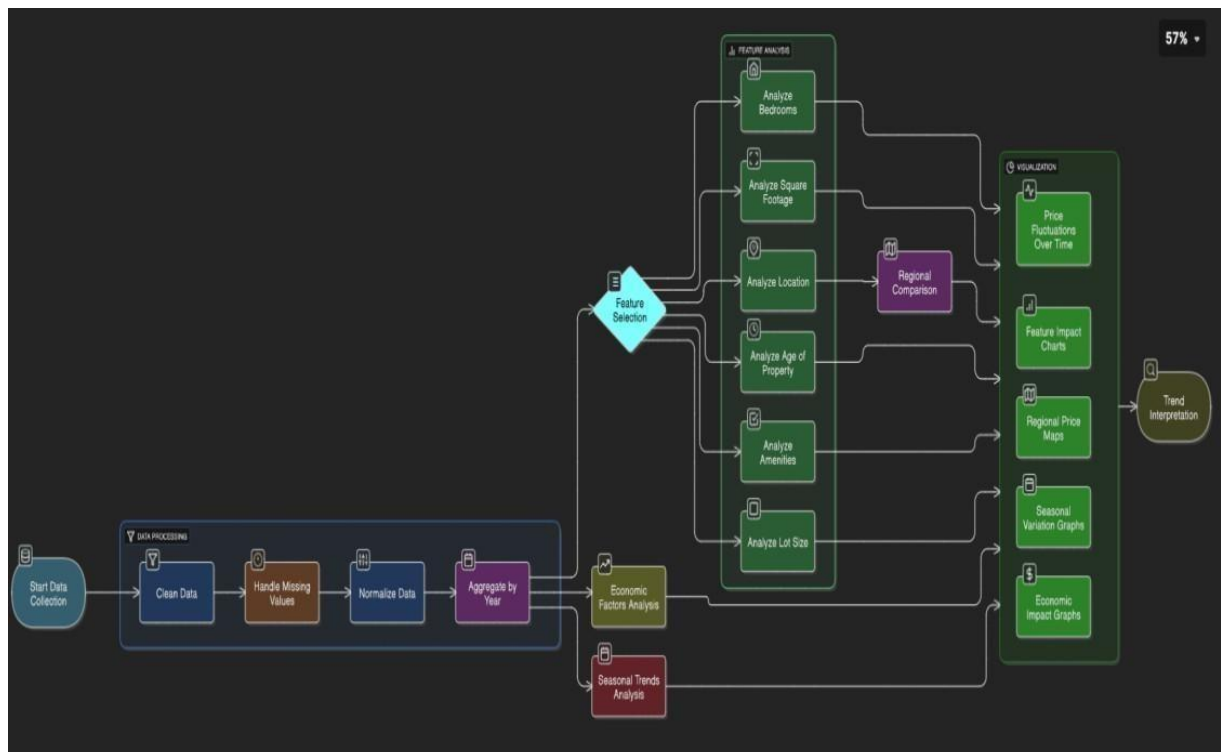 57%
FEATURE ANALYSIS
Analyze
Bedrooms
Analyze Square
Footage
Analyze Location
Analyze Age of
Property
Analyze
Amenities
Analyze Lot Size
Regional
Comparison
VISUALIZATION
Price
Fluctuations
Over Time
Feature Impact
Charts
Regional Price
Maps
Seasonal
Variation Graphs
Economic
Impact Graphs
Trend
Interpretation
Feature
Selection
DATA PROCESSING
Start Data
Collection
Clean Data
Handle Missing
Values
Normalize Data
Aggregate by
Year
Economic
Factors Analysis
Seasonal Trends
Analysis